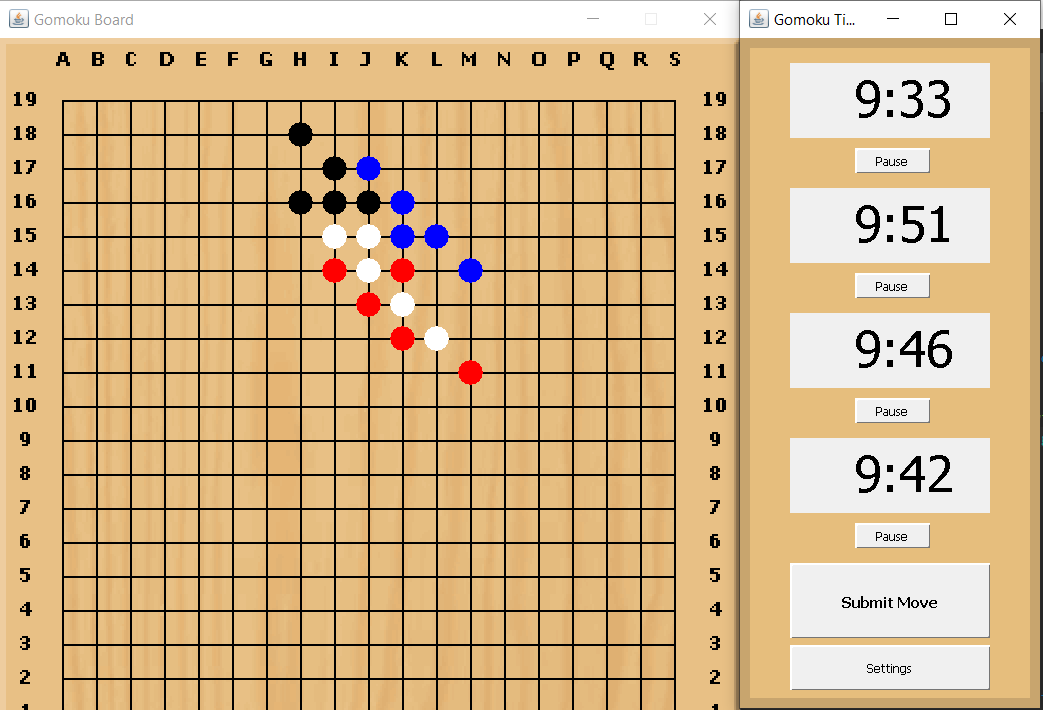 Gomoku Board
Gomoku Ti...
A B C D E F G H I J K L M N O P Q R S
19 19
18 18
17 17
16 16
15 15
14 14
13 13
12 12
11 11
10 10
9 9
8 8
7 7
6 6
5 5
4 4
3 3
2 2
9:33
Pause
9:51
Pause
9:46
Pause
9:42
Pause
Submit Move
Settings